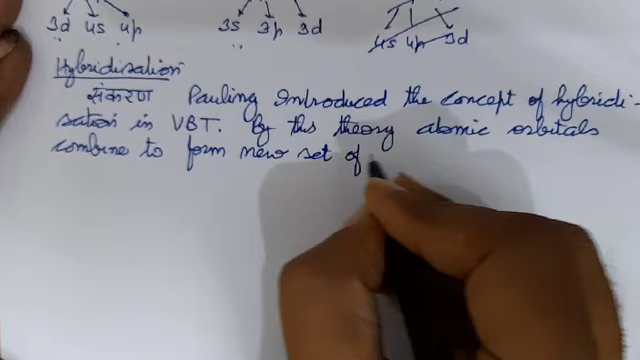 3d 4s 4p 3s 3p 3d 4s 4p 3d
Hybridization
संकरण Pauling Introduced the concept of hybridi-
sation in VBT. By this theory atomic orbitals
combine to form new set of